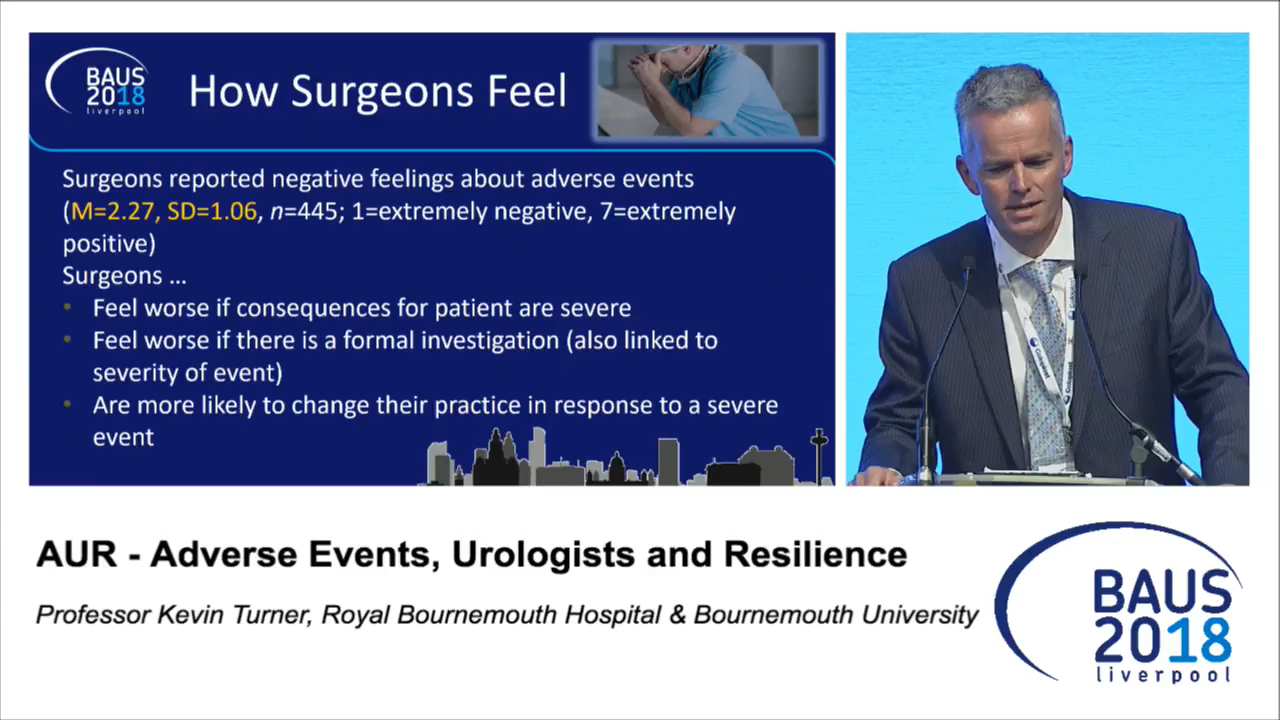 BAUS
2018
liverpool
How Surgeons Feel
Surgeons reported negative feelings about adverse events
(M=2.27, SD=1.06, n=445; 1=extremely negative, 7=extremely
positive)
Surgeons ...
• Feel worse if consequences for patient are severe
• Feel worse if there is a formal investigation (also linked to
severity of event)
• Are more likely to change their practice in response to a severe
event
Coloplast
Coloplast
AUR - Adverse Events, Urologists and Resilience
Professor Kevin Turner, Royal Bournemouth Hospital & Bournemouth University
BAUS
2018
liverpool